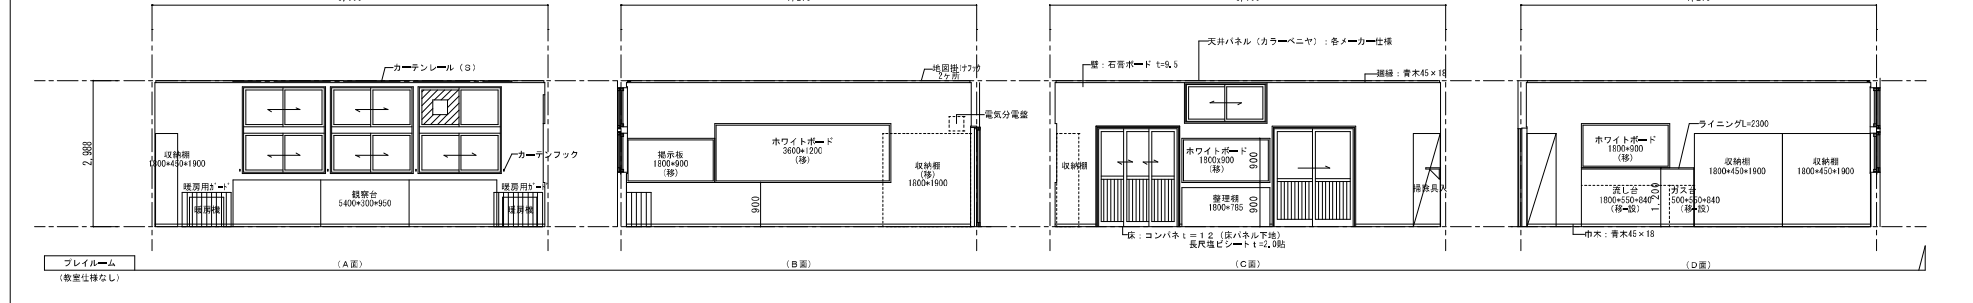 カーテンレール（S）
2,988
収納棚
1800*450*1900
カーテンフック
暖房用ガード
暖房機
観察台
5400*300*950
暖房用ガード
暖房機
（A面）
地図掛けフック
2ヶ所
電気分電盤
掲示板
1800*900
(移)
ホワイトボード
3600*1200
(移)
収納棚
(移)
1800*1900
900
（B面）
天井パネル（カラーベニヤ）：各メーカー仕様
壁：石膏ボード t=9.5
廻縁：青木45×18
収納棚
ホワイトボード
1800x900
(移)
900
整理棚
1800*785
900
掃除具入
床：コンパネｔ＝１２（床パネル下地）
長尺塩ビシートt=2.0貼
（C面）
ライニングL=2300
ホワイトボード
1800*900
(移)
収納棚
1800*450*1900
収納棚
1800*450*1900
流し台
1800*550*840
(移-設)
1,200
ガス台
500*550*840
(移-設)
巾木：青木45×18
（D面）
プレイルーム
（教室仕様なし）